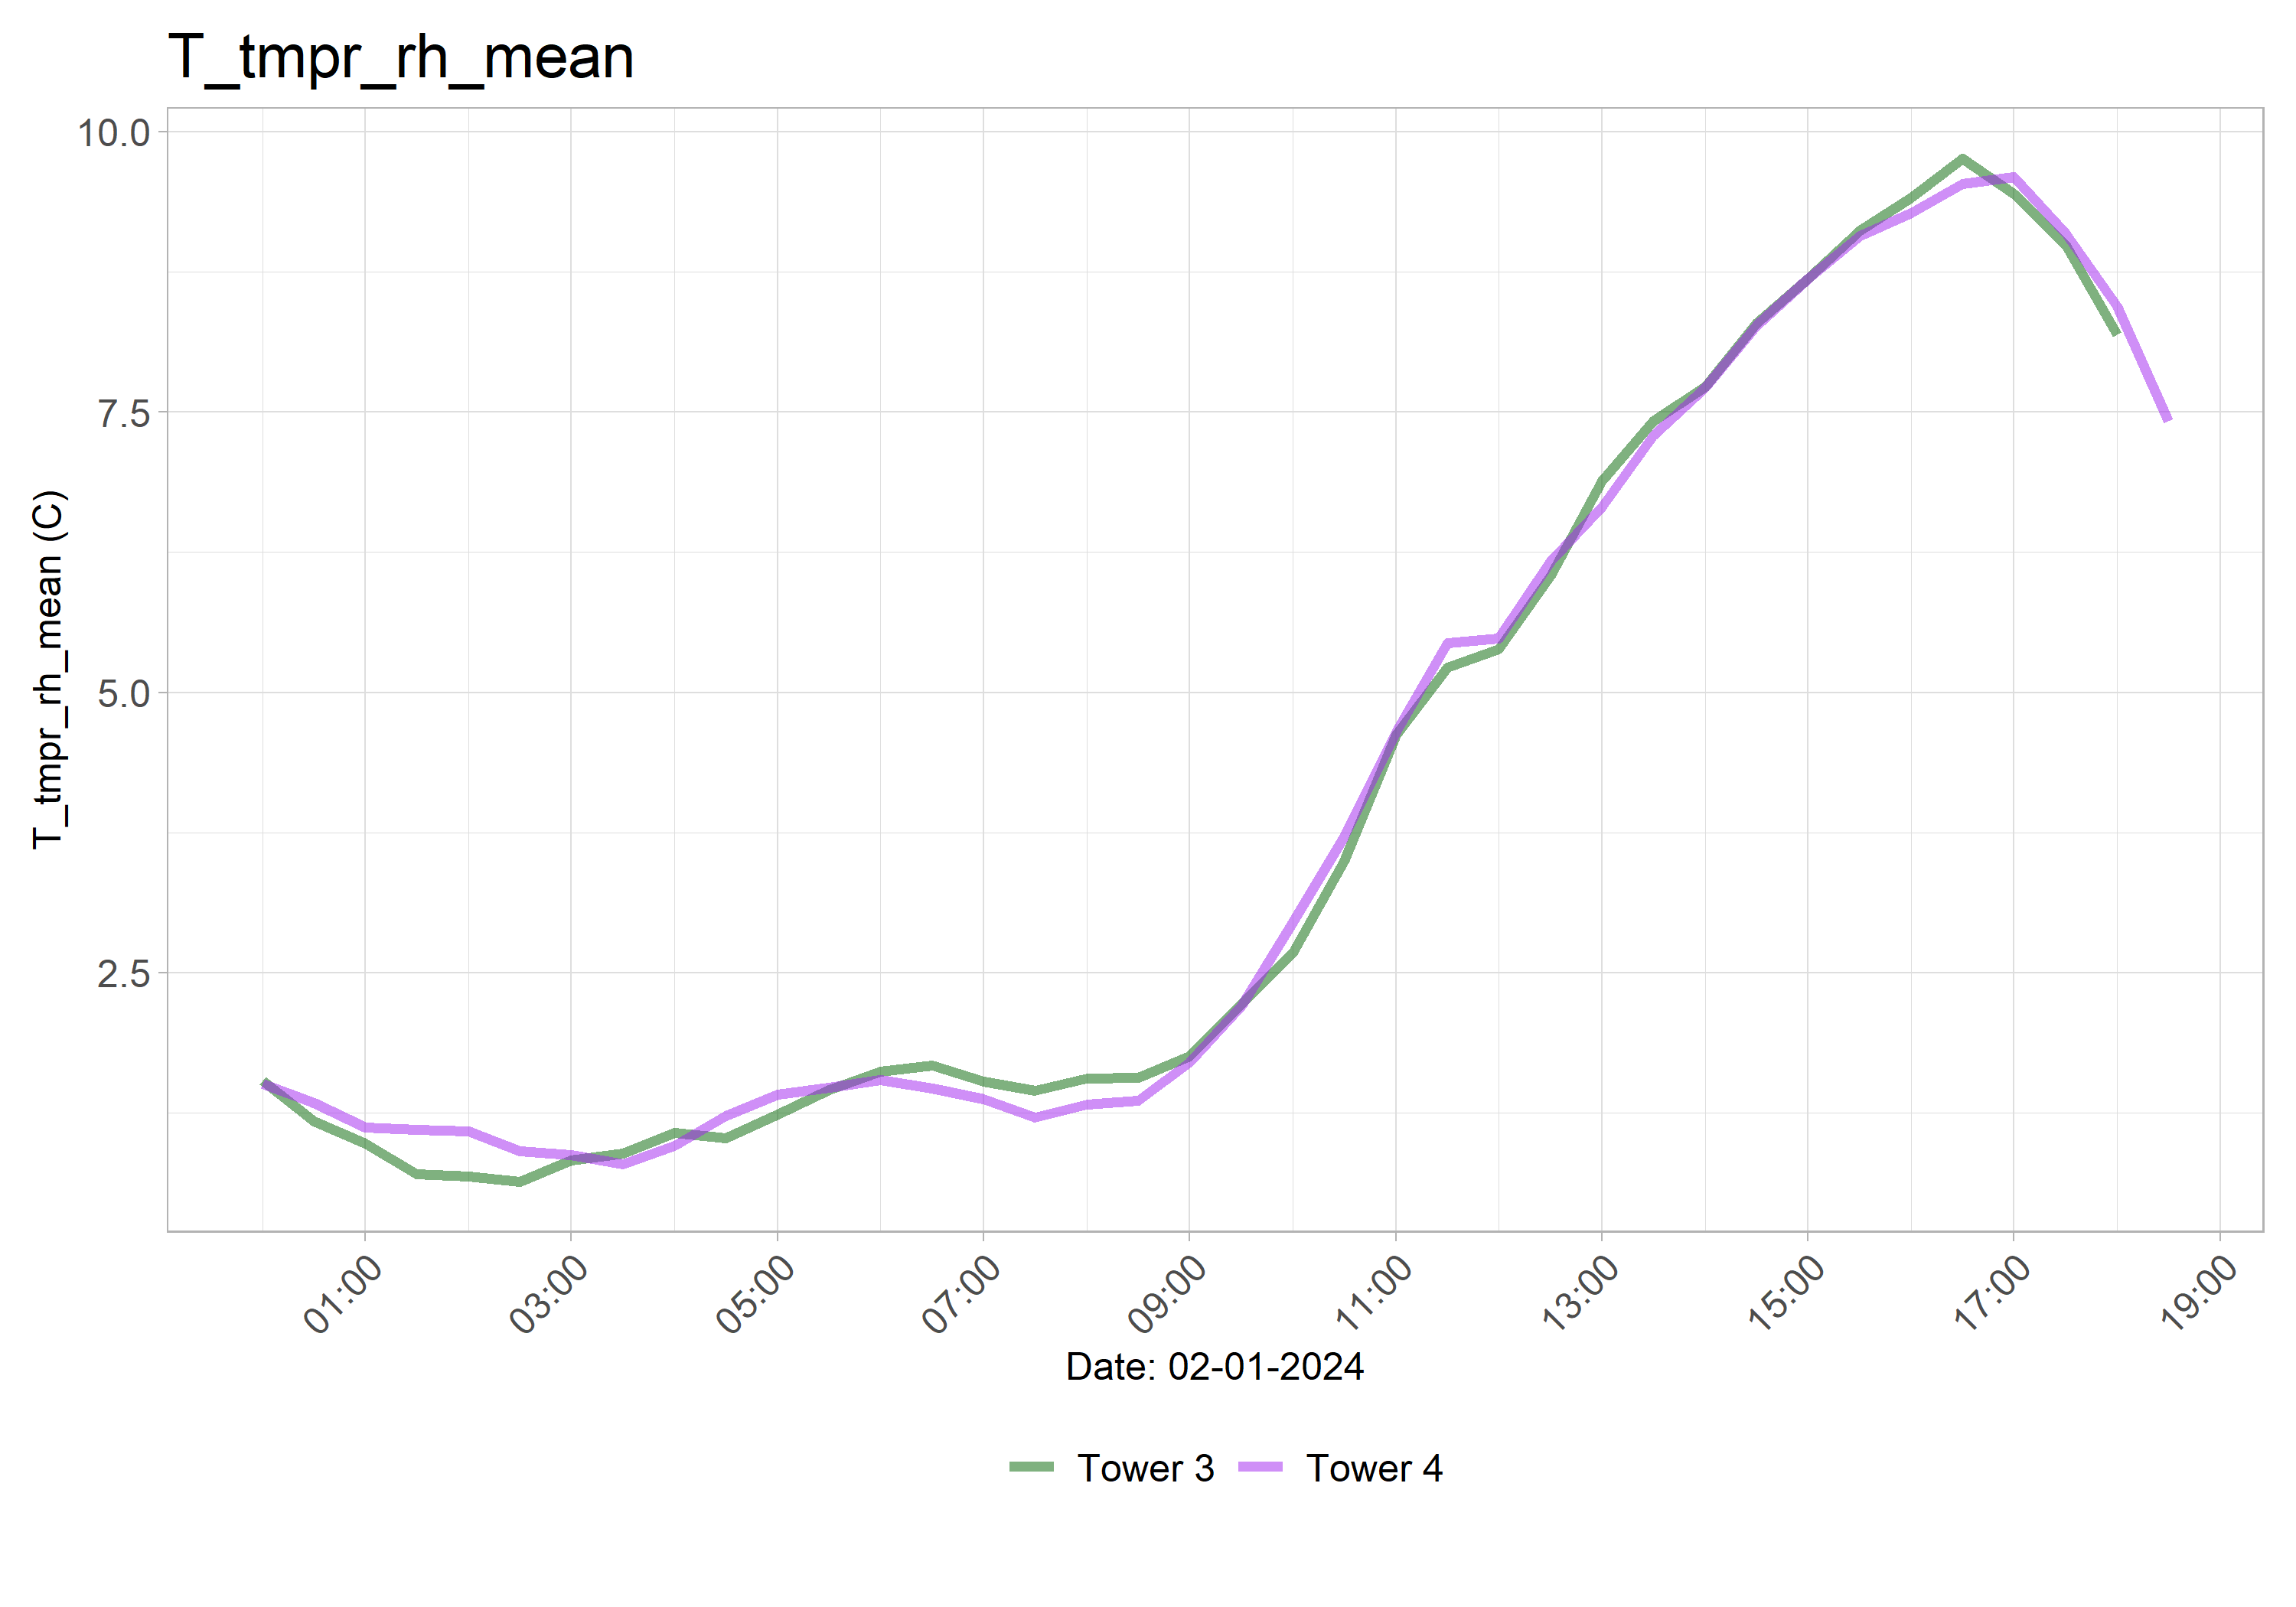 T_tmpr_rh_mean
T_tmpr_rh_mean (C)
10.0
7.5
5.0
2.5
01:00 03:00 05:00 07:00 09:00 11:00 13:00 15:00 17:00 19:00
Date: 02-01-2024
Tower 3 Tower 4